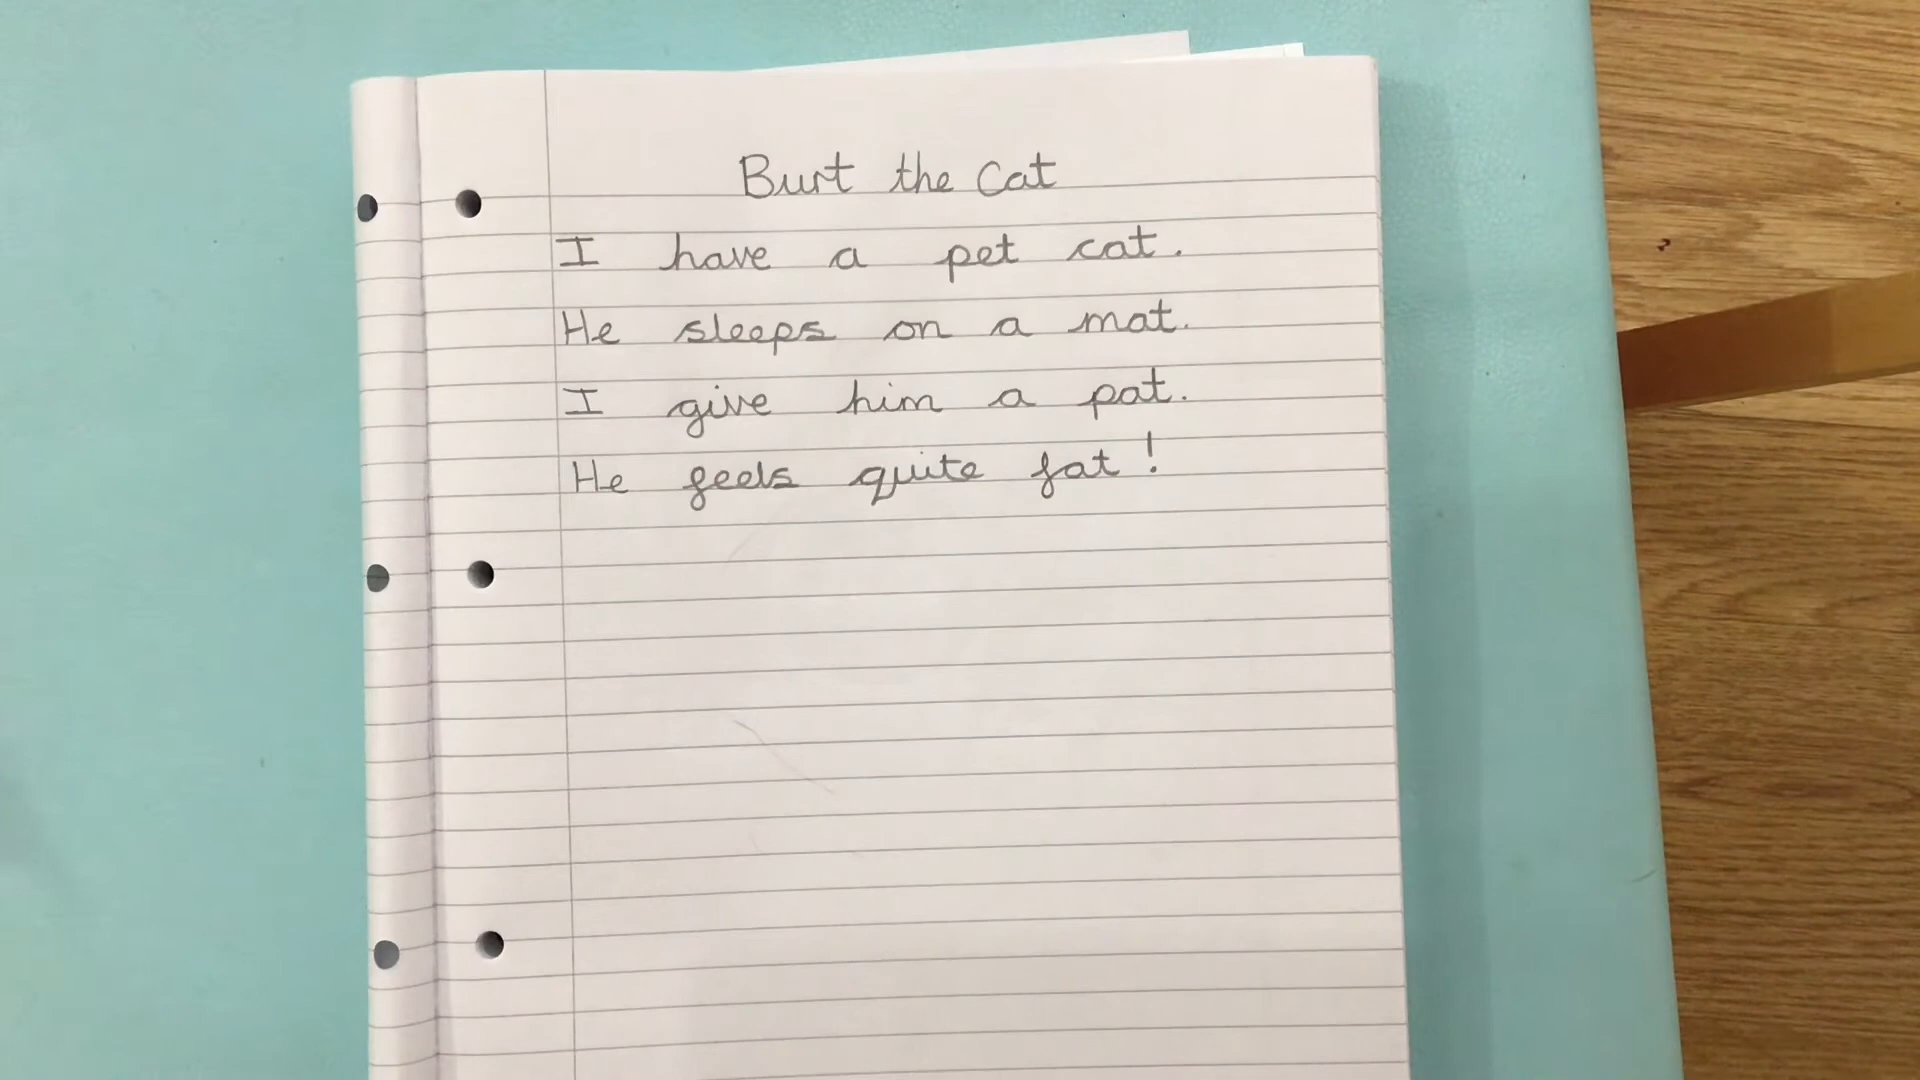 Burt the Cat
I have a pet cat.
He sleeps on a mat.
I give him a pat.
He feels quite fat!